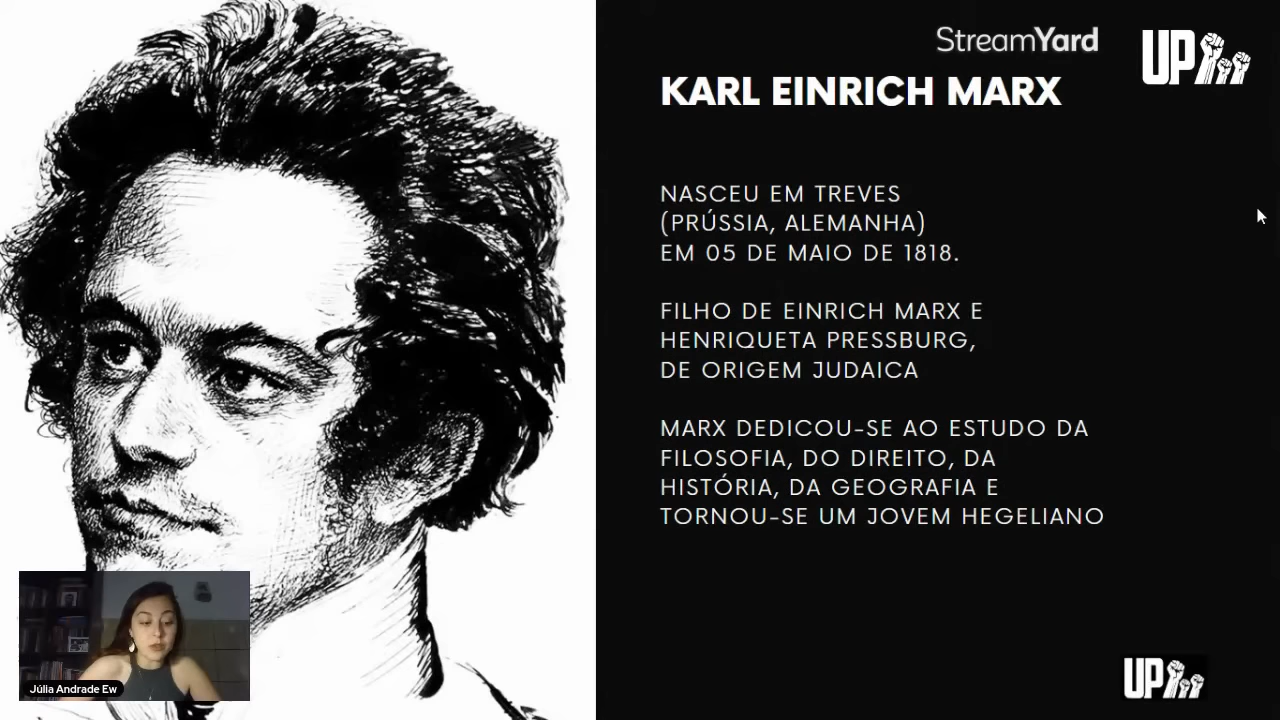 StreamYard
UP
KARL EINRICH MARX
NASCEU EM TREVES
(PRÚSSIA, ALEMANHA)
EM 05 DE MAIO DE 1818.
FILHO DE EINRICH MARX E
HENRIQUETA PRESSBURG,
DE ORIGEM JUDAICA
MARX DEDICOU-SE AO ESTUDO DA
FILOSOFIA, DO DIREITO, DA
HISTÓRIA, DA GEOGRAFIA E
TORNOU-SE UM JOVEM HEGELIANO
Júlia Andrade Ew
UP